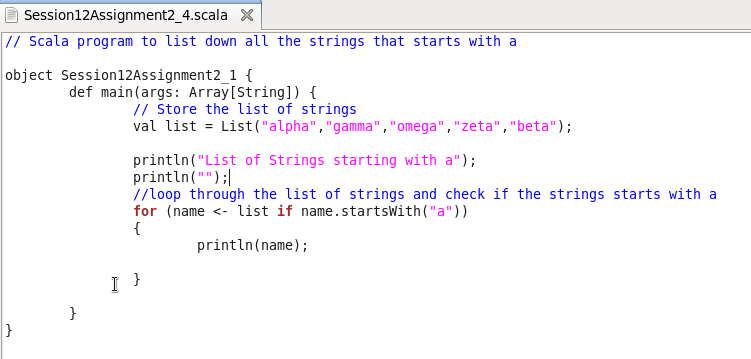 Session12Assignment2_4.scala
// Scala program to list down all the strings that starts with a
object Session12Assignment2_1 {
def main(args: Array[String]) {
// Store the list of strings
val list = List("alpha","gamma","omega","zeta","beta");
println("List of Strings starting with a");
println("");
//loop through the list of strings and check if the strings starts with a
for (name <- list if name.startsWith("a"))
{
println(name);
}
}
}